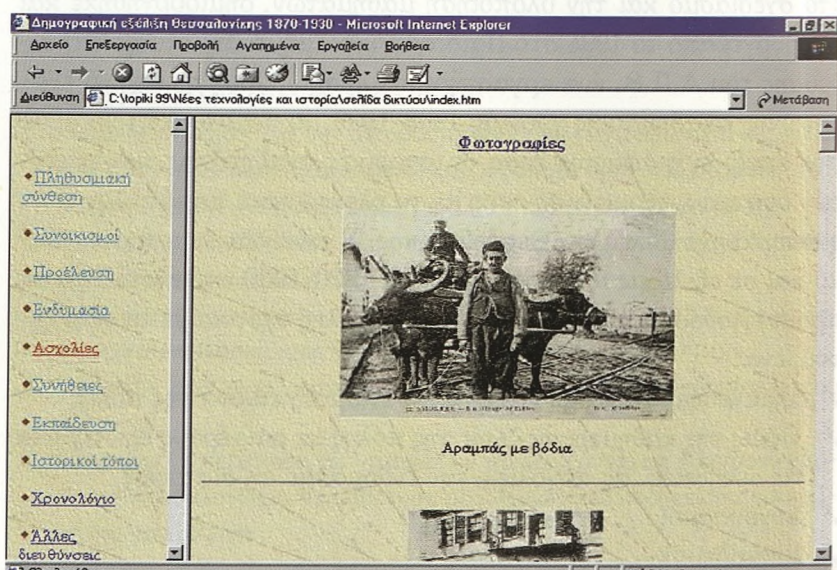 Δημογραφική εξέλιξη Θεσσαλονίκης 1870-1930 - Microsoft Internet Explorer
Αρχείο Επεξεργασία Προβολή Αγαπημένα Εργαλεία Βοήθεια
Διεύθυνση C:\topiki 99\Νέες τεχνολογίες και ιστορία\σελίδα δικτύου\index.htm Μετάβαση
Φωτογραφίες
Πληθυσμιακή
σύνθεση
Συνοικισμοί
Προέλευση
Ενδυμασία
Ασχολίες
Συνήθειες
Εκπαίδευση
Ιστορικοί τόποι
Χρονολόγιο
Άλλες
διευθύνσεις
Αραμπάς με βόδια